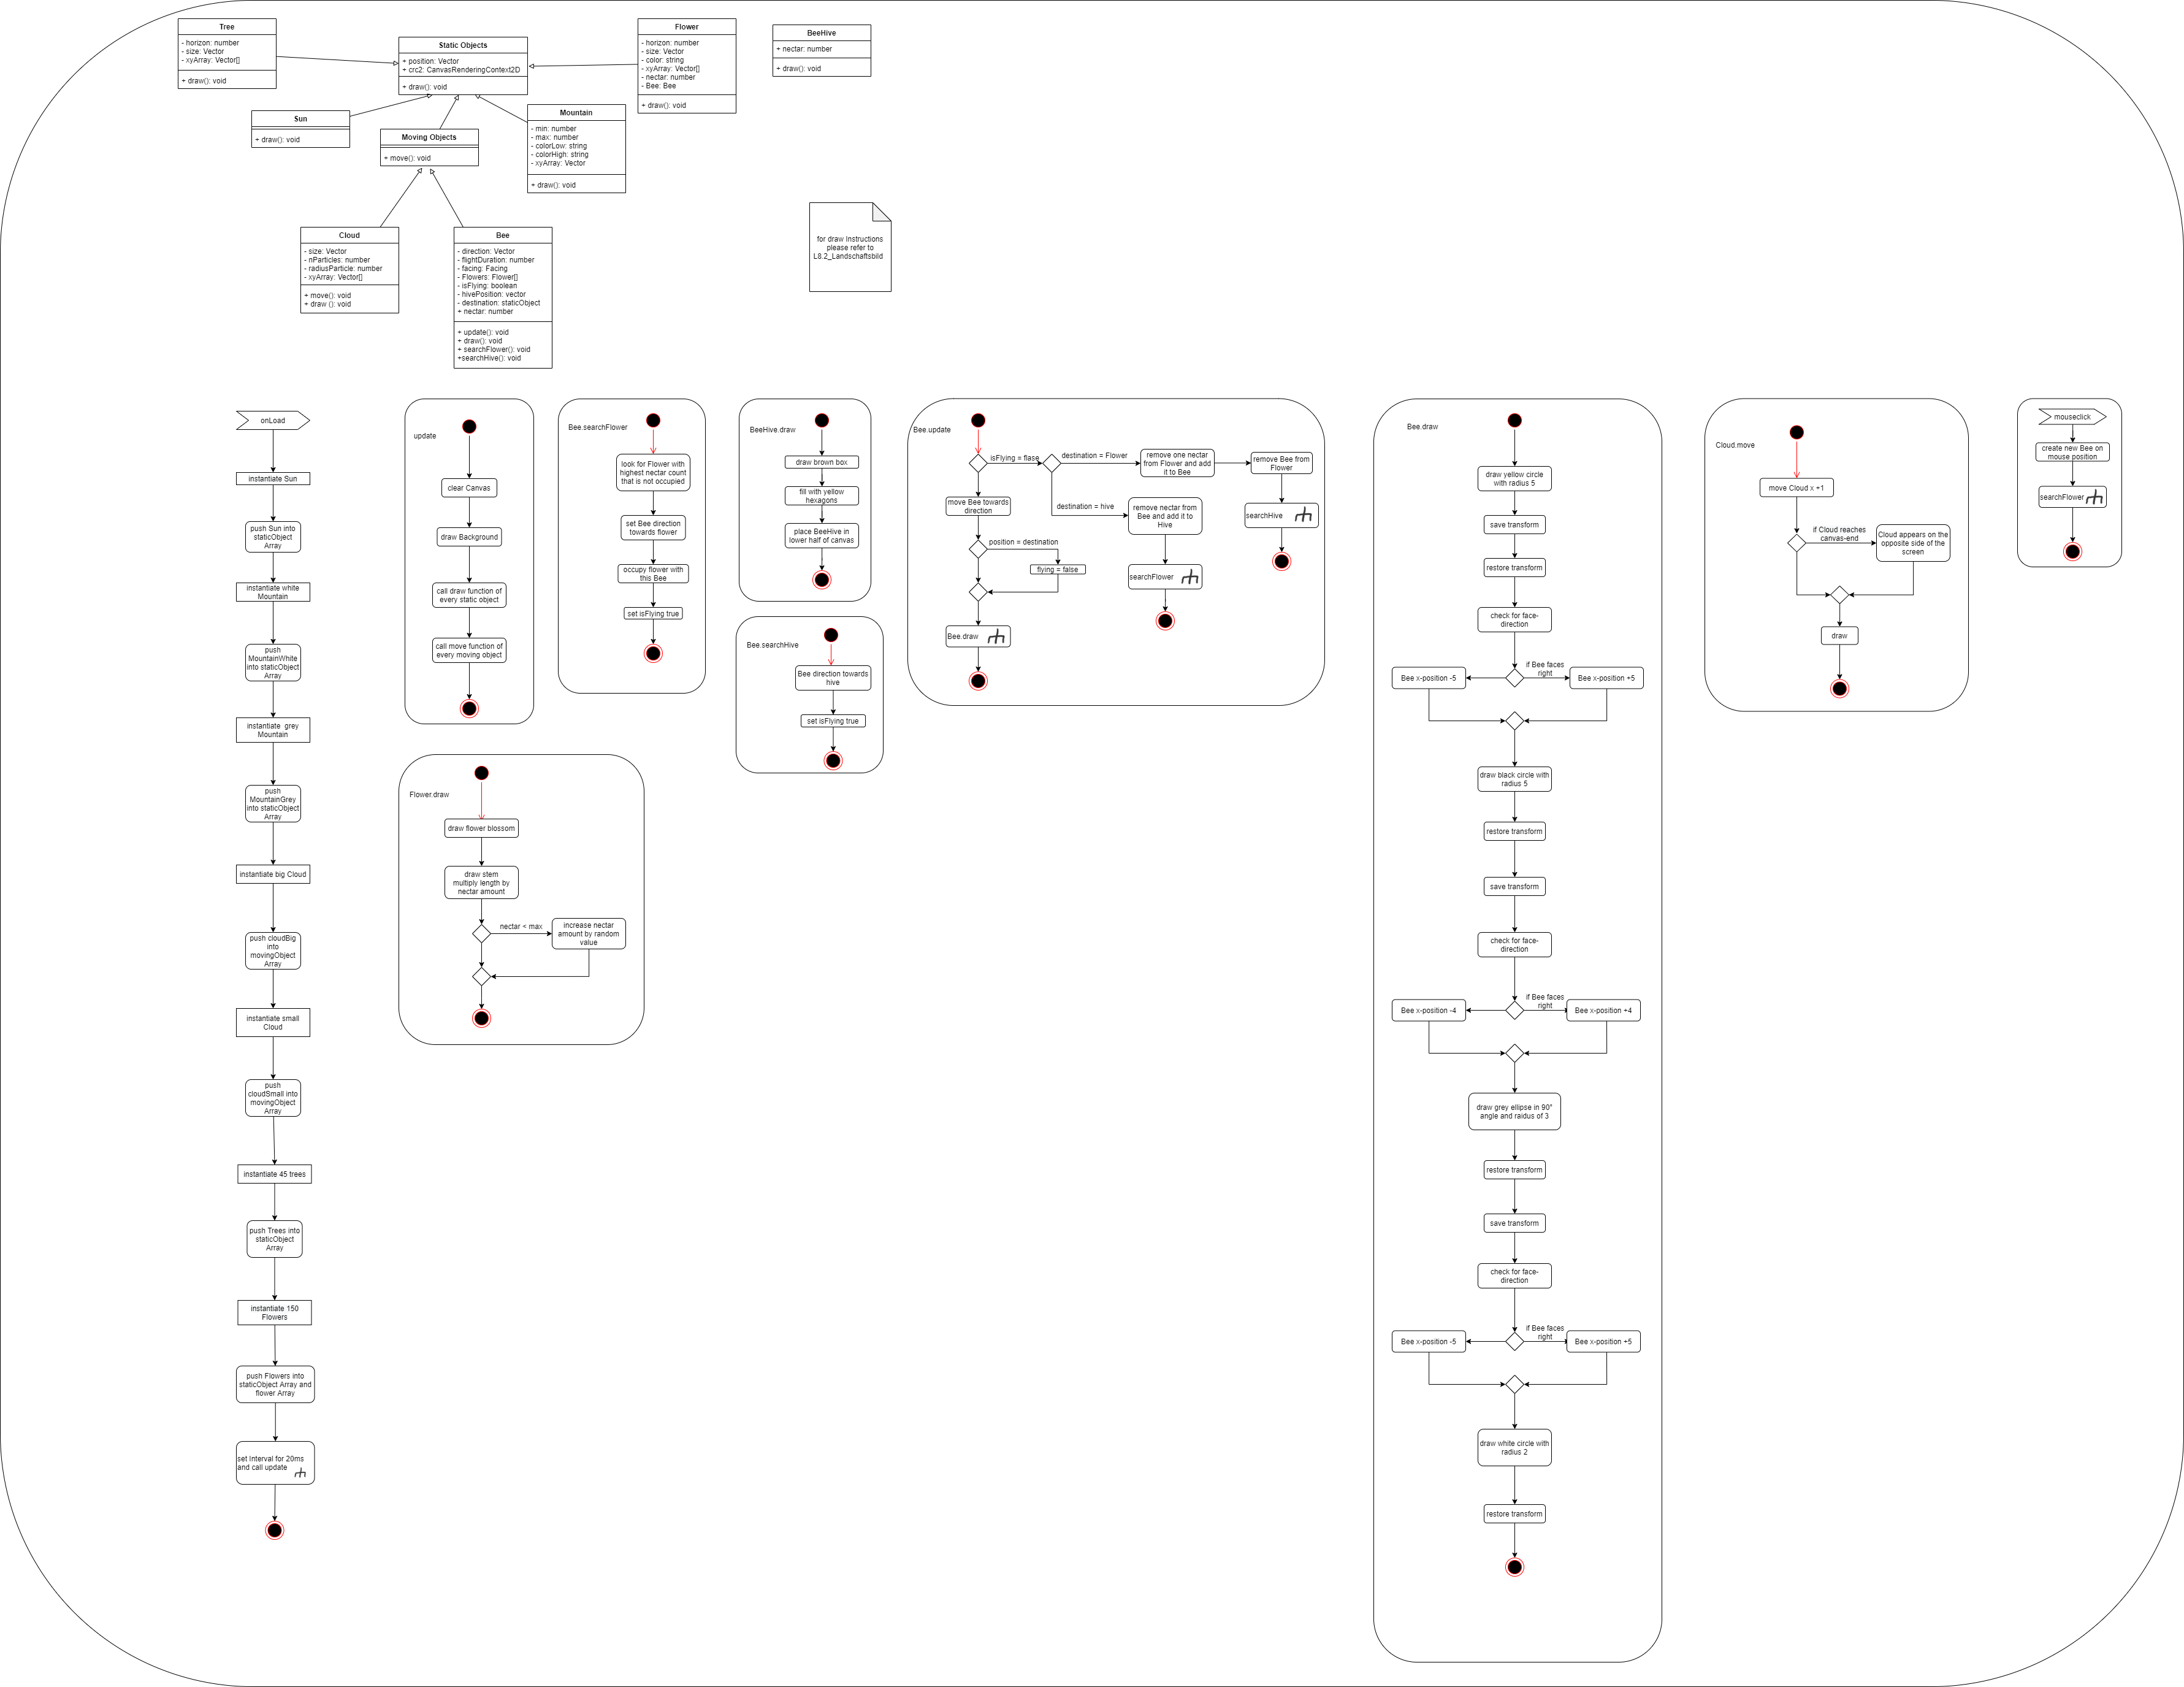 Tree
- horizon: number
- size: Vector
- xyArray: Vector[]
+ draw(): void
Static Objects
+ position: Vector
+ crc2: CanvasRenderingContext2D
+ draw(): void
Flower
- horizon: number
- size: Vector
- color: string
- xyArray: Vector[]
- nectar: number
- Bee: Bee
+ draw(): void
BeeHive
+ nectar: number
+ draw(): void
Sun
+ draw(): void
Moving Objects
+ move(): void
Mountain
- min: number
- max: number
- colorLow: string
- colorHigh: string
- xyArray: Vector
+ draw(): void
Cloud
- size: Vector
- nParticles: number
- radiusParticle: number
- xyArray: Vector[]
+ move(): void
+ draw (): void
Bee
- direction: Vector
- flightDuration: number
- facing: Facing
- Flowers: Flower[]
- isFlying: boolean
- hivePosition: vector
- destination: staticObject
+ nectar: number
+ update(): void
+ draw(): void
+ searchFlower(): void
+searchHive(): void
for draw Instructions
please refer to
L8.2_Landschaftsbild
onLoad
instantiate Sun
push Sun into
staticObject
Array
instantiate white
Mountain
push
MountainWhite
into staticObject
Array
instantiate grey
Mountain
push
MountainGrey
into staticObject
Array
instantiate big Cloud
push cloudBig
into
movingObject
Array
instantiate small
Cloud
push
cloudSmall into
movingObject
Array
instantiate 45 trees
push Trees into
staticObject
Array
instantiate 150
Flowers
push Flowers into
staticObject Array and
flower Array
set Interval for 20ms
and call update
update
clear Canvas
draw Background
call draw function of
every static object
call move function of
every moving object
Bee.searchFlower
look for Flower with
highest nectar count
that is not occupied
set Bee direction
towards flower
occupy flower with
this Bee
set isFlying true
BeeHive.draw
draw brown box
fill with yellow
hexagons
place BeeHive in
lower half of canvas
Bee.searchHive
Bee direction towards
hive
set isFlying true
Flower.draw
draw flower blossom
draw stem
multiply length by
nectar amount
nectar < max
increase nectar
amount by random
value
Bee.update
isFlying = flase
destination = Flower
remove one nectar
from Flower and add
it to Bee
remove Bee from
Flower
searchHive
move Bee towards
direction
destination = hive
remove nectar from
Bee and add it to
Hive
searchFlower
position = destination
flying = false
Bee.draw
Bee.draw
draw yellow circle
with radius 5
save transform
restore transform
check for face-
direction
if Bee faces
right
Bee x-position -5
Bee x-position +5
draw black circle with
radius 5
restore transform
save transform
check for face-
direction
if Bee faces
right
Bee x-position -4
Bee x-position +4
draw grey ellipse in 90°
angle and raidus of 3
restore transform
save transform
check for face-
direction
if Bee faces
right
Bee x-position -5
Bee x-position +5
draw white circle with
radius 2
restore transform
Cloud.move
move Cloud x +1
if Cloud reaches
canvas-end
Cloud appears on the
opposite side of the
screen
draw
mouseclick
create new Bee on
mouse position
searchFlower